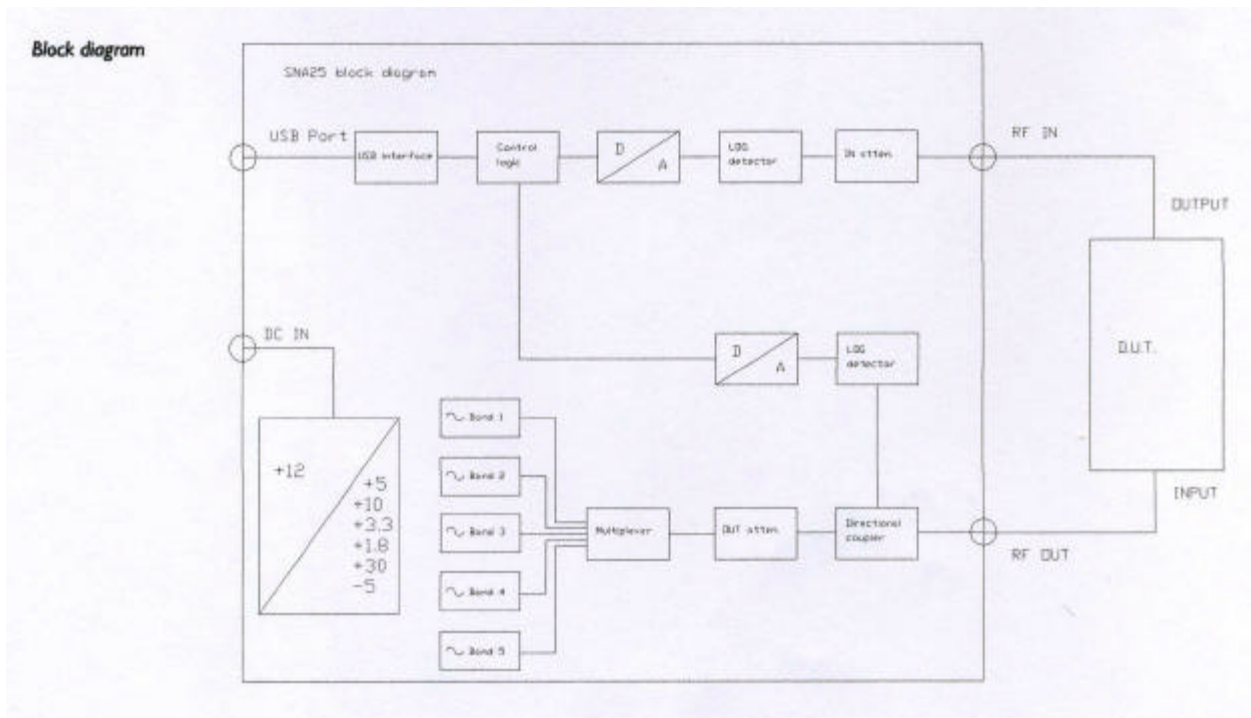 Block diagram
SNA25 block diagram
USB Port
USB interface
Control
logic
D
A
LOG
detector
IN atten.
RF IN
OUTPUT
DC IN
D
A
LOG
detector
D.U.T.
+12
+5
+10
+3.3
+1.8
+30
-5
Band 1
Band 2
Band 3
Band 4
Band 5
Multiplexer
OUT atten.
Directional
coupler
INPUT
RF OUT